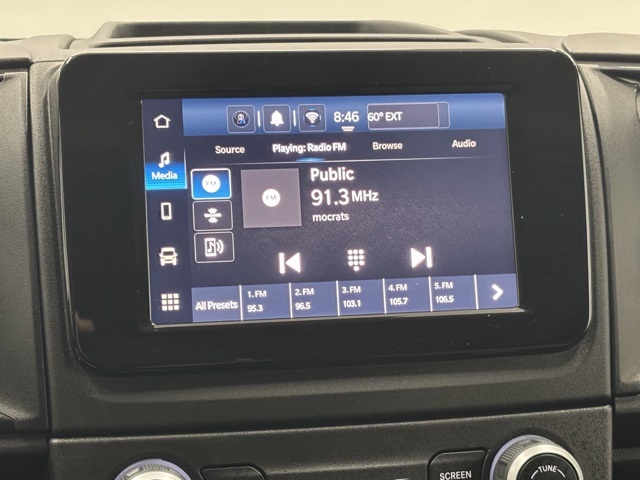 8:46 60° EXT
Source Playing: Radio FM Browse Audio
Media
FM
FM
Public
91.3 MHz
mocrats
All Presets
1. FM 2. FM 3. FM 4. FM 5. FM
95.3 96.5 103.1 105.7 106.5
SCREEN
TUNE